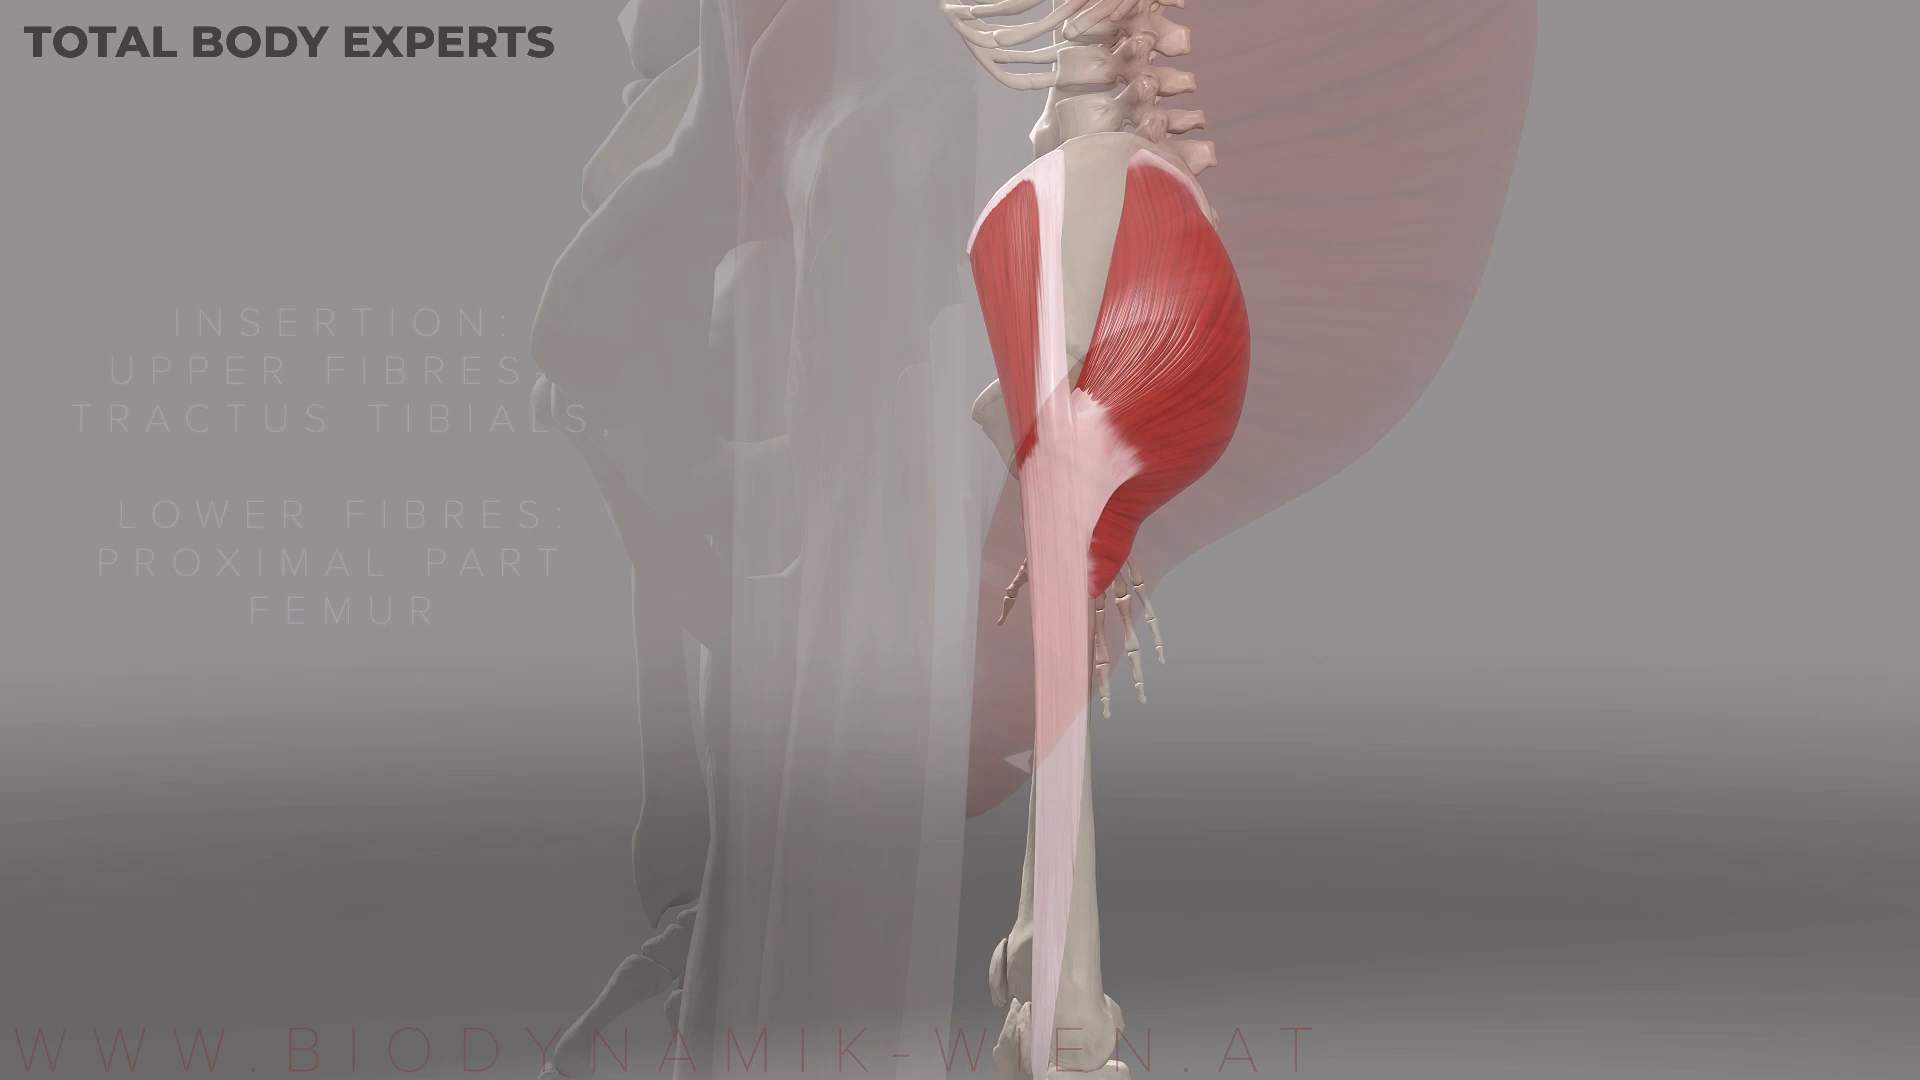 TOTAL BODY EXPERTS
INSERTION:
UPPER FIBRES-
TRACTUS TIBIALS,
LOWER FIBRES:
PROXIMAL PART
FEMUR
WWW.BIODYNAMIK-WIEN.AT